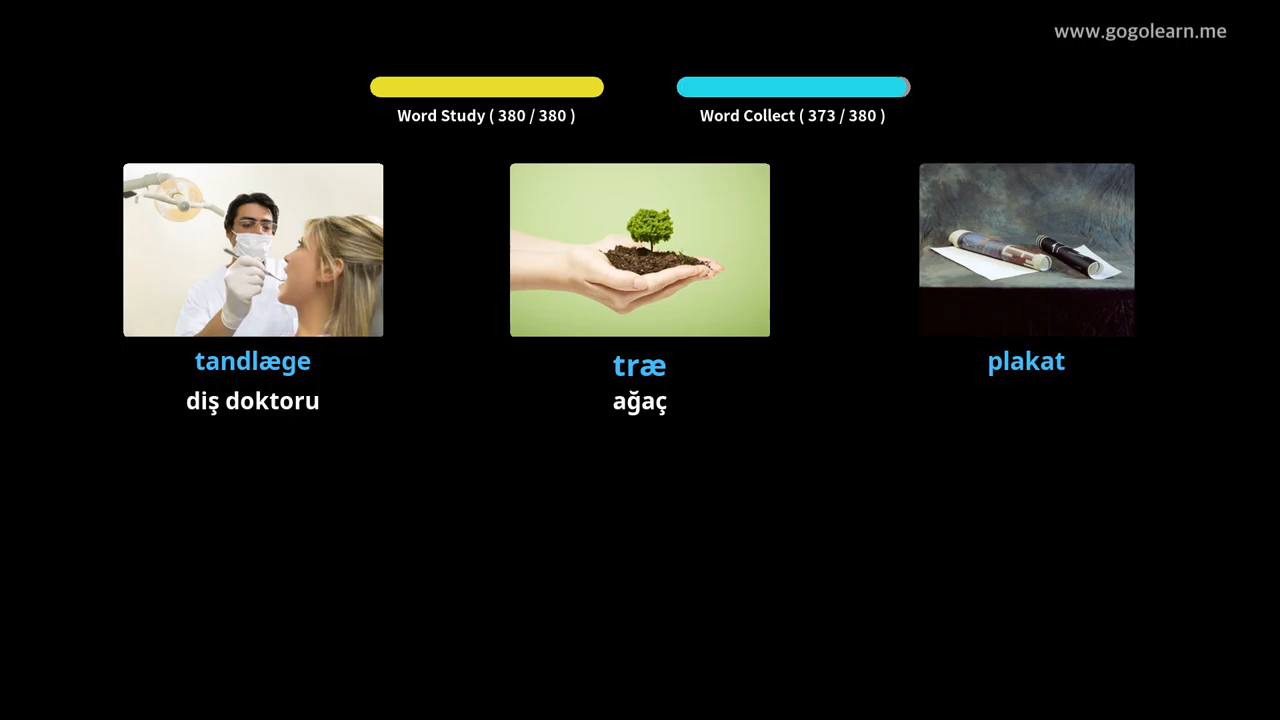 www.gogolearn.me
Word Study ( 380 / 380 )
Word Collect ( 373 / 380 )
tandlæge
træ
plakat
diş doktoru
ağaç